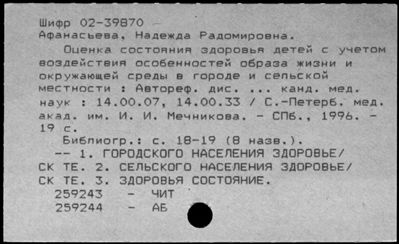 Шифр 02-39870
Афанасьева, Надежда Радомировна.
Оценка состояния здоровья детей с учетом
воздействия особенностей образа жизни и
окружающей среды в городе и сельской
местности : Автореф. дис. ... канд. мед.
наук : 14.00.07, 14.00.33 / С.-Петерб. мед.
акад. им. И. И. Мечникова. - СПб., 1996. -
19 с.
Библиогр.: с. 18-19 (8 назв.).
-- 1. ГОРОДСКОГО НАСЕЛЕНИЯ ЗДОРОВЬЕ/
СК ТЕ. 2. СЕЛЬСКОГО НАСЕЛЕНИЯ ЗДОРОВЬЕ/
СК ТЕ. 3. ЗДОРОВЬЯ СОСТОЯНИЕ.
259243 - ЧИТ
259244 - АБ